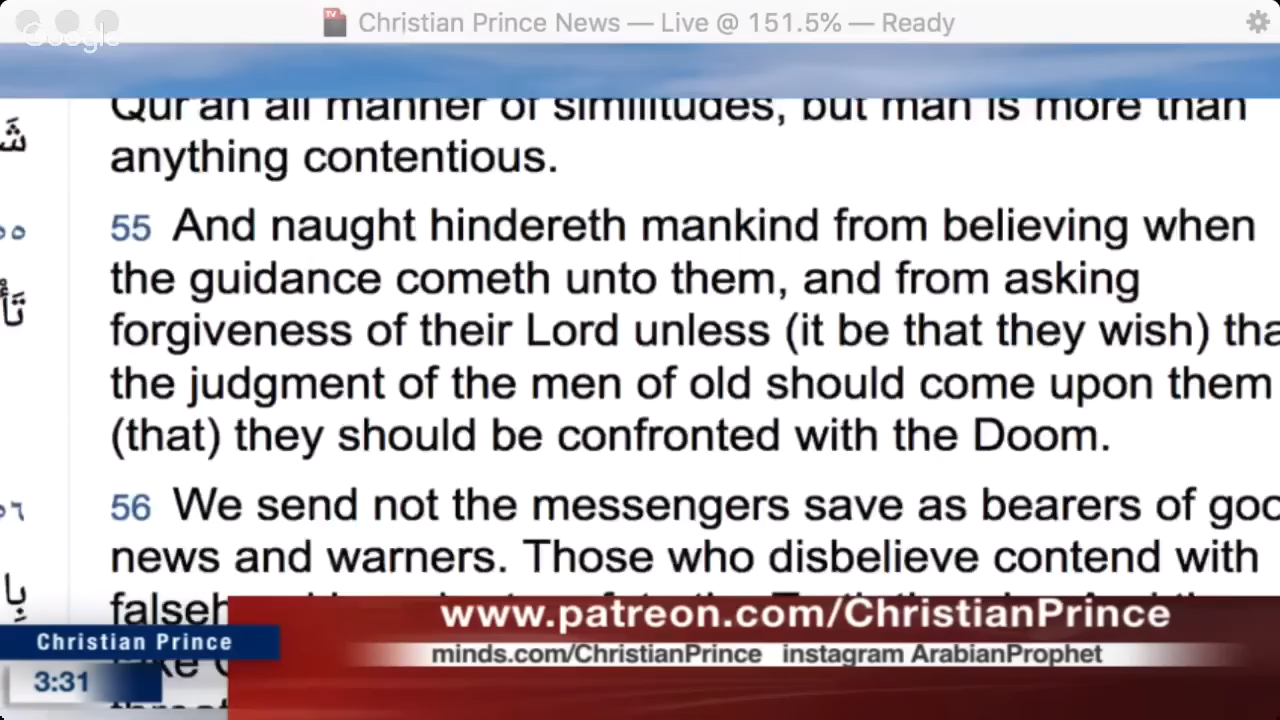 Christian Prince News — Live @ 151.5% — Ready
Google
Qur'an all manner of similitudes, but man is more than
anything contentious.
55 And naught hindereth mankind from believing when
the guidance cometh unto them, and from asking
forgiveness of their Lord unless (it be that they wish)
the judgment of the men of old should come upon them
(that) they should be confronted with the Doom.
56 We send not the messengers save as bearers of
news and warners. Those who disbelieve contend with
www.patreon.com/ChristianPrince
Christian Prince
minds.com/ChristianPrince instagram ArabianProphet
3:31